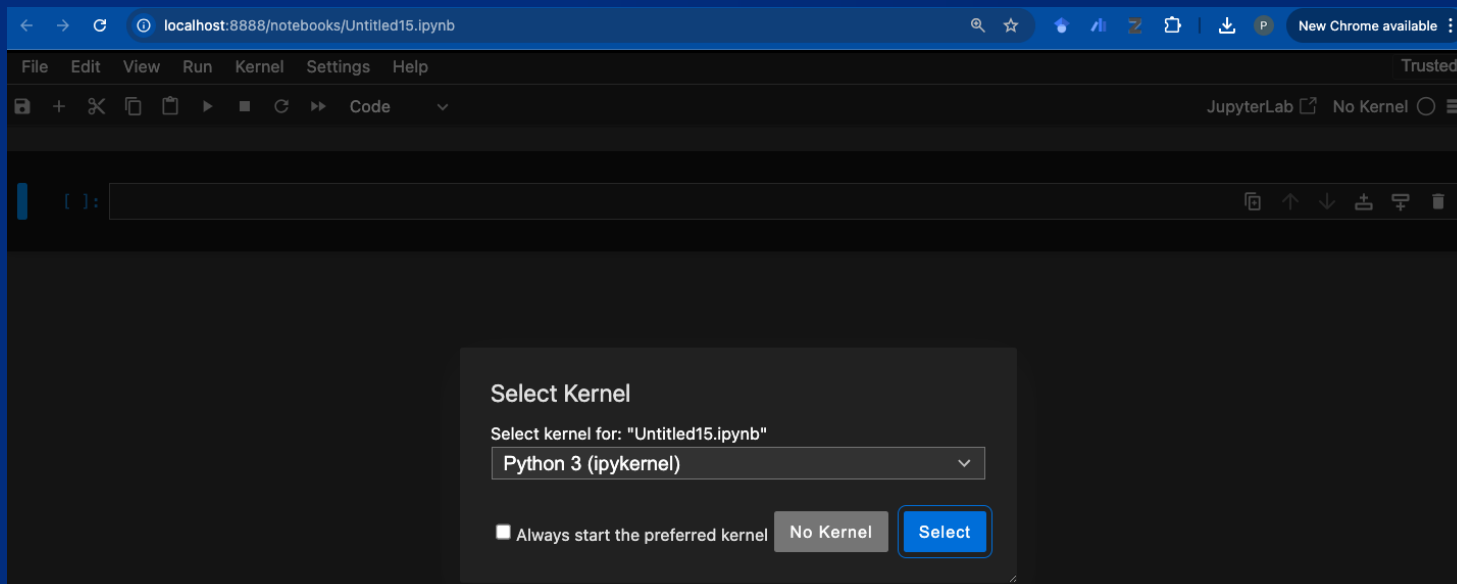 localhost:8888/notebooks/Untitled15.ipynb
P
New Chrome available
File Edit View Run Kernel Settings Help
Trusted
Code
JupyterLab
No Kernel
[ ]:
Select Kernel
Select kernel for: "Untitled15.ipynb"
Python 3 (ipykernel)
Always start the preferred kernel
No Kernel
Select